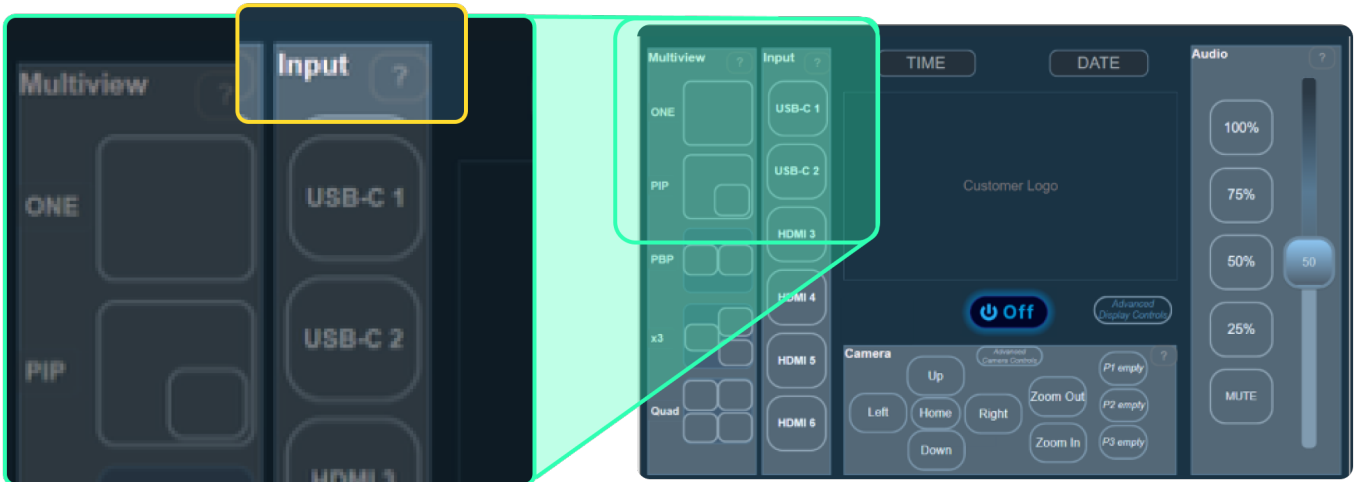 Multiview
?
Input
?
ONE
USB-C 1
PIP
USB-C 2
HDMI 3
Multiview
?
Input
?
TIME
DATE
Audio
?
ONE
USB-C 1
PIP
USB-C 2
HDMI 3
PBP
HDMI 4
x3
HDMI 5
Quad
HDMI 6
Customer Logo
Off
Advanced
Display Controls
Camera
Advanced
Camera Controls
?
Up
Left
Home
Right
Down
Zoom Out
Zoom In
P1 empty
P2 empty
P3 empty
100%
75%
50%
50
25%
MUTE